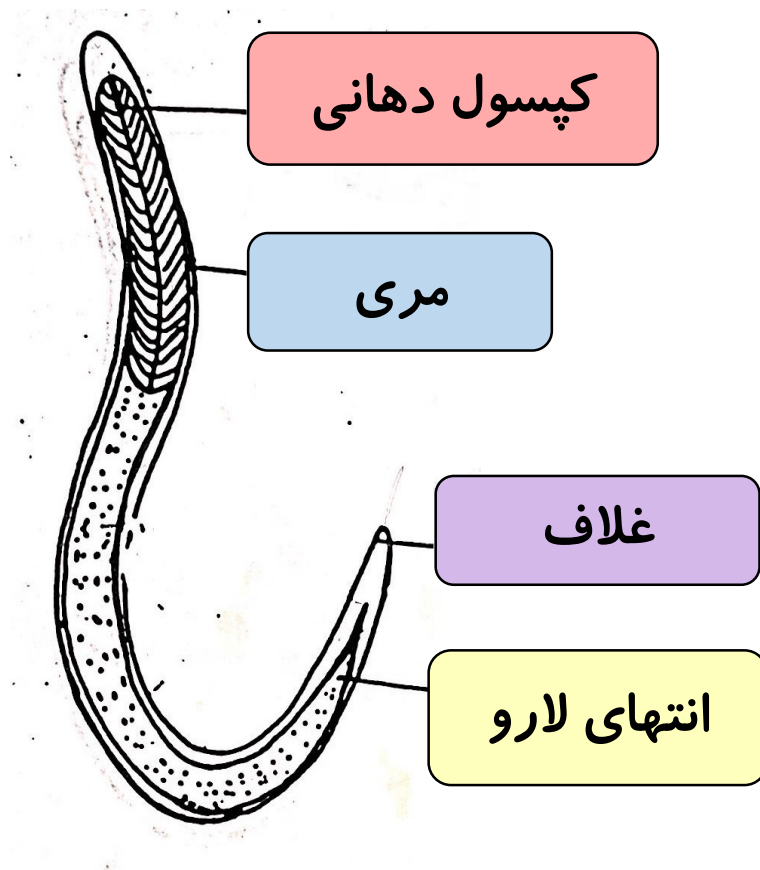 کپسول دهانی
مری
غلاف
انتهای لارو